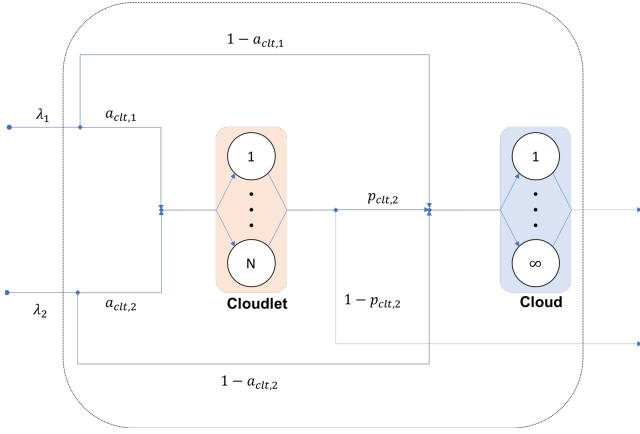 1 − a_{clt,1}
λ_1
a_{clt,1}
1
1
p_{clt,2}
N
∞
Cloudlet
Cloud
λ_2
a_{clt,2}
1 − p_{clt,2}
1 − a_{clt,2}